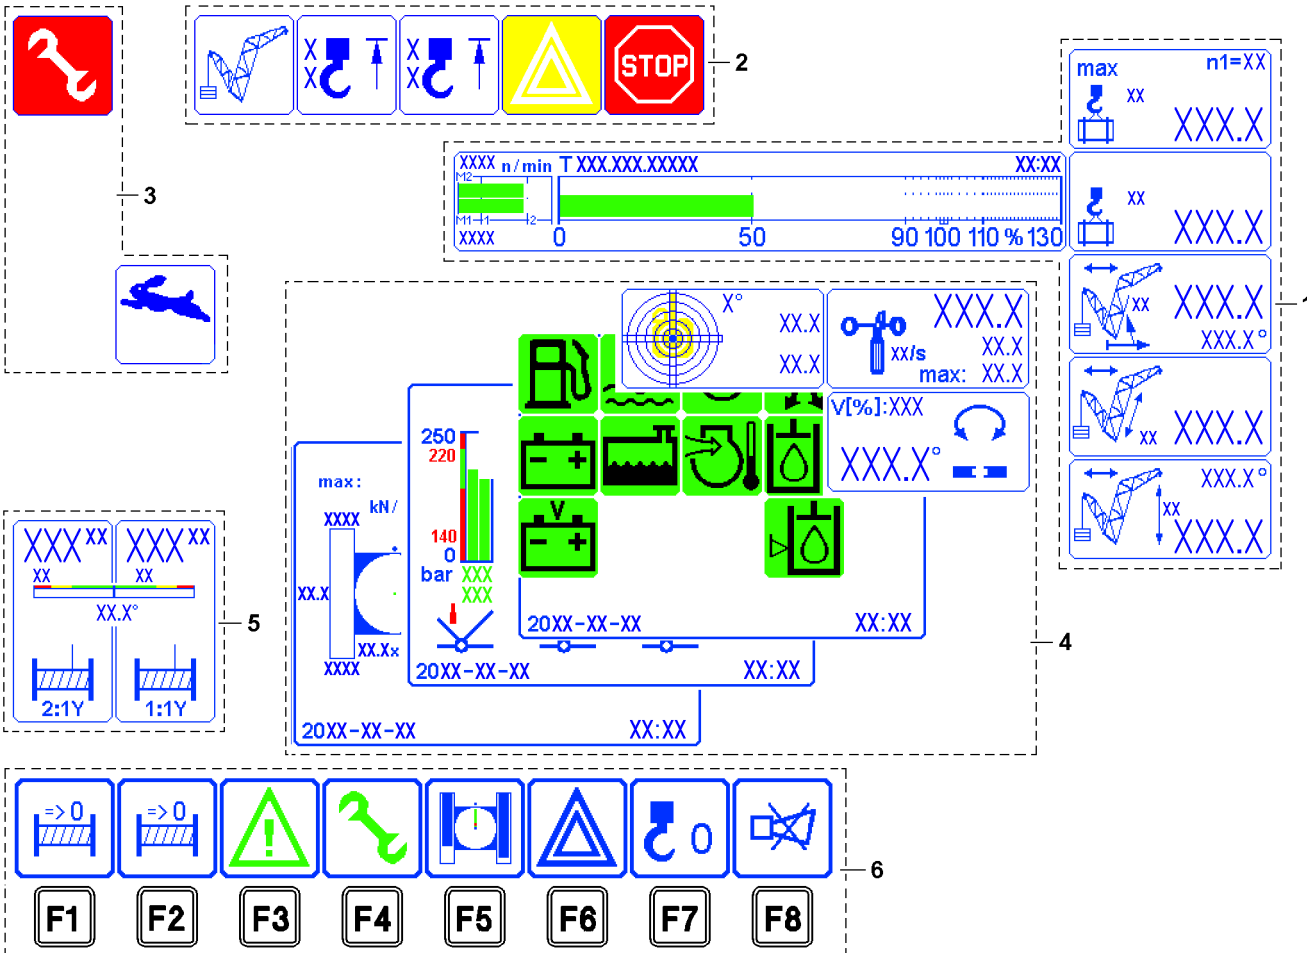 X
X
X
X
STOP
2
max
n1=XX
XX
XXX.X
XXXX n/min
T XXX.XXX.XXXXX
XX:XX
M2
M1 1
2
XXXX
0
50
90 100 110 % 130
XX
XXX.X
XX
XXX.X
XXX.X°
1
XX
XXX.X
XXX.X°
XX
XXX.X
3
X°
XX.X
XX.X
XXX.X
XX/s
XX.X
max: XX.X
V[%]:XXX
XXX.X°
250
220
140
0
bar
XXX
XXX
V
20XX-XX-XX
XX:XX
20XX-XX-XX
XX:XX
max:
kN/
XXXX
XX.X
XX.Xx
XXXX
20XX-XX-XX
XX:XX
4
XXX XX
XXX XX
XX
XX
XX.X°
2:1Y
1:1Y
5
=>0
=>0
!
0
6
F1
F2
F3
F4
F5
F6
F7
F8